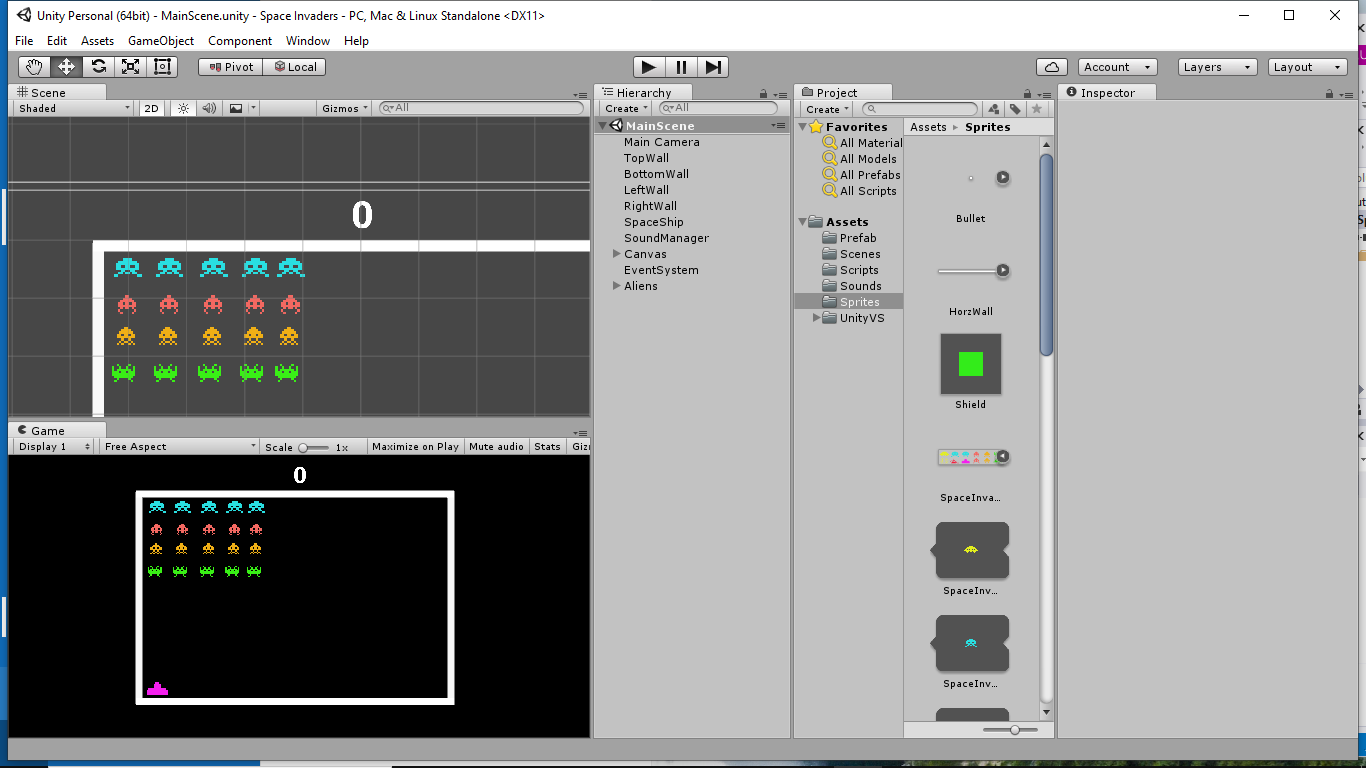 Unity Personal (64bit) - MainScene.unity - Space Invaders - PC, Mac & Linux Standalone <DX11>
File Edit Assets GameObject Component Window Help
Pivot Local Account Layers Layout
Scene
Shaded 2D Gizmos All
0
Game
Display 1 Free Aspect Scale 1x Maximize on Play Mute audio Stats
0
Hierarchy
Create All
MainScene
Main Camera
TopWall
BottomWall
LeftWall
RightWall
SpaceShip
SoundManager
Canvas
EventSystem
Aliens
Project
Create
Favorites
All Material
All Models
All Prefabs
All Scripts
Assets
Prefab
Scenes
Scripts
Sounds
Sprites
UnityVS
Assets Sprites
Bullet
HorzWall
Shield
SpaceInva...
SpaceInv...
SpaceInv...
Inspector